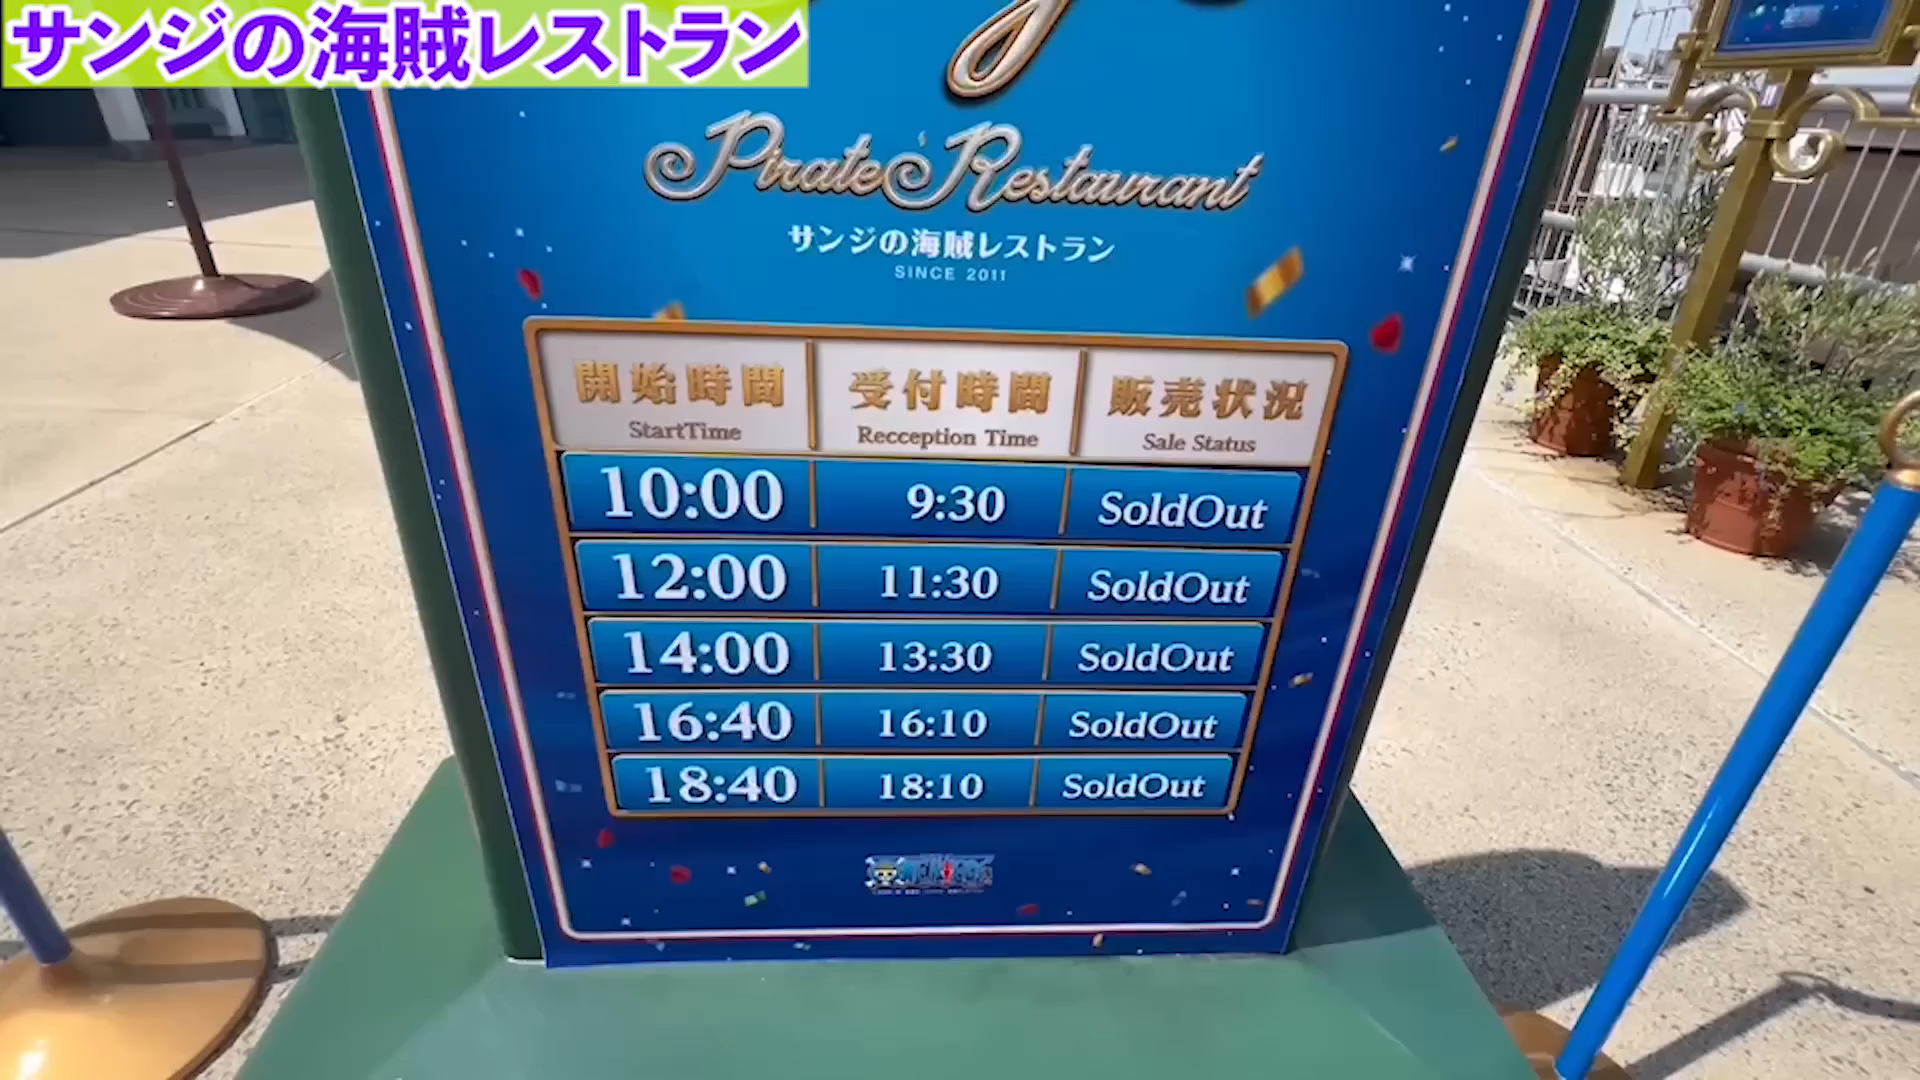 サンジの海賊レストラン
Pirate Restaurant
サンジの海賊レストラン
SINCE 2011
開始時間 受付時間 販売状況
StartTime Recception Time Sale Status
10:00 9:30 SoldOut
12:00 11:30 SoldOut
14:00 13:30 SoldOut
16:40 16:10 SoldOut
18:40 18:10 SoldOut
ONE PIECE